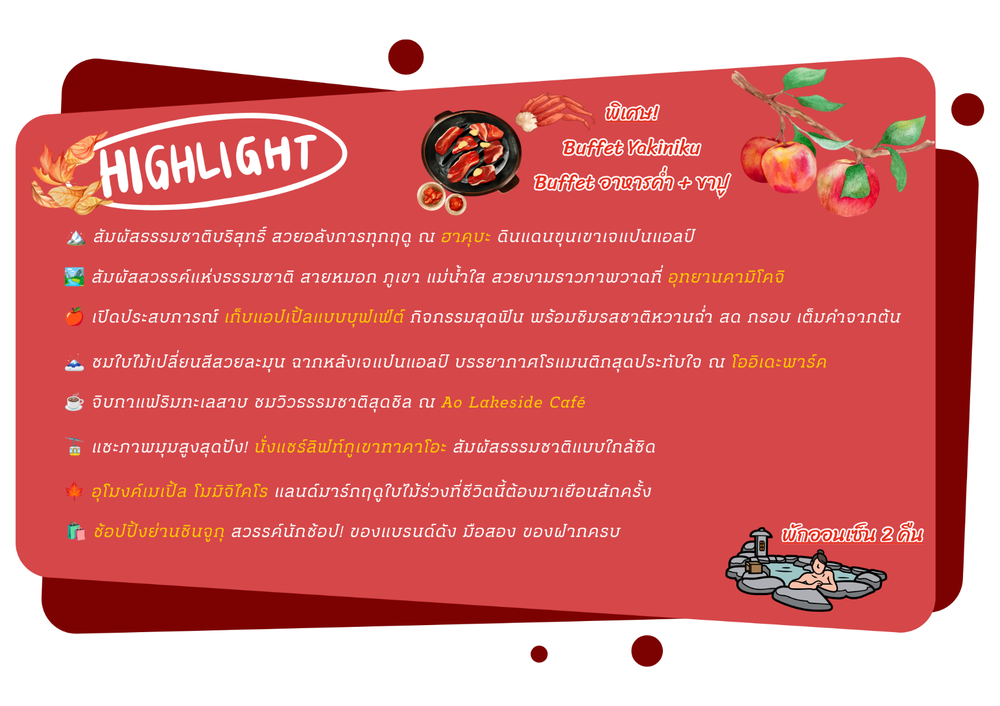 HIGHLIGHT
พิเศษ!
Buffet Yakiniku
Buffet อาหารค่ำ + ขาปู
สัมผัสธรรมชาติบริสุทธิ์ สวยอลังการทุกฤดู ณ ฮาคุบะ ดินแดนขุนเขาเจแปนแอลป์
สัมผัสสวรรค์แห่งธรรมชาติ สายหมอก ภูเขา แม่น้ำใส สวยงามราวภาพวาดที่ อุทยานคามิโคจิ
เปิดประสบการณ์ เก็บแอปเปิ้ลแบบบุฟเฟ่ต์ กิจกรรมสุดฟิน พร้อมชิมรสชาติหวานฉ่ำ สด กรอบ เต็มคำจากต้น
ชมใบไม้เปลี่ยนสีสวยละมุน ฉากหลังเจแปนแอลป์ บรรยากาศโรแมนติกสุดประทับใจ ณ โออิเดะพาร์ค
จิบกาแฟริมทะเลสาบ ชมวิวธรรมชาติสุดชิล ณ Ao Lakeside Café
แชะภาพมุมสูงสุดปัง! นั่งแชร์ลิฟท์ภูเขาทาคาโอะ สัมผัสธรรมชาติแบบใกล้ชิด
อุโมงค์เมเปิ้ล โมมิจิไคโร แลนด์มาร์กฤดูใบไม้ร่วงที่ชีวิตนี้ต้องมาเยือนสักครั้ง
ช้อปปิ้งย่านชินจูกุ สวรรค์นักช้อป! ของแบรนด์ดัง มือสอง ของฝากครบ
พักออนเซ็น 2 คืน